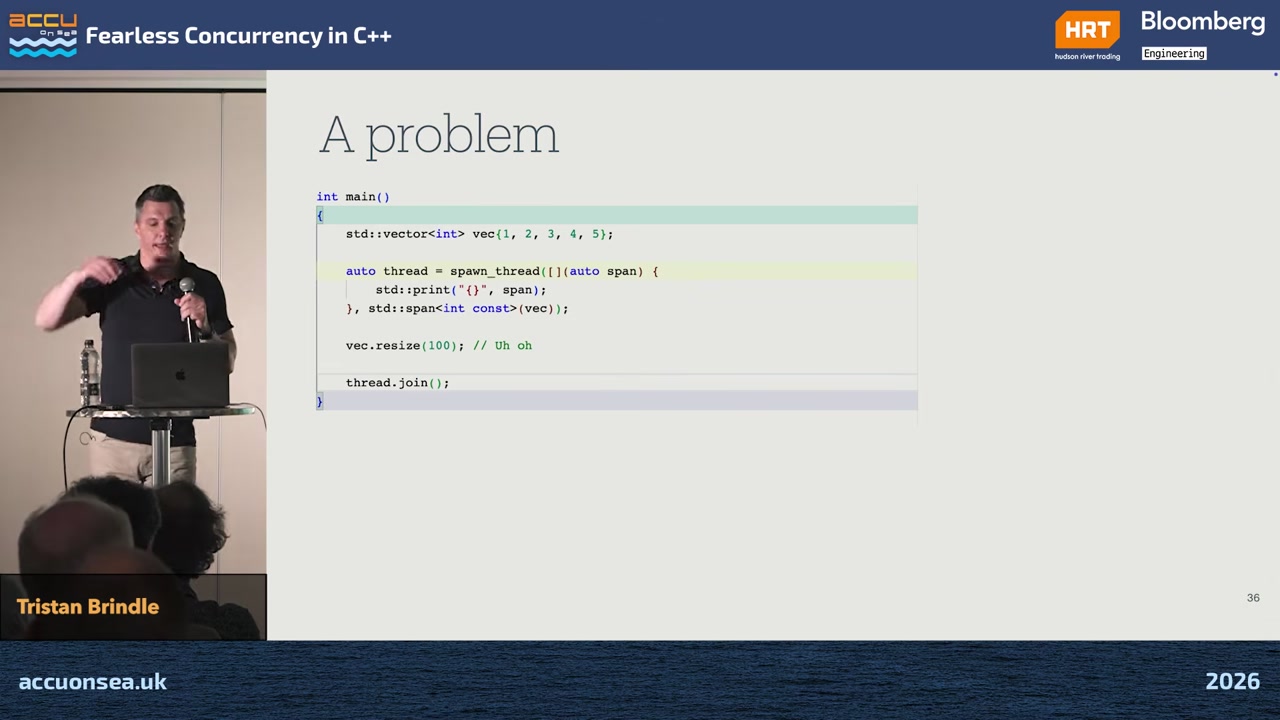 accu
on sea
Fearless Concurrency in C++
HRT
hudson river trading
Bloomberg
Engineering
A problem
int main()
{
std::vector<int> vec{1, 2, 3, 4, 5};
auto thread = spawn_thread([](auto span) {
std::print("{}", span);
}, std::span<int const>(vec));
vec.resize(100); // Uh oh
thread.join();
}
36
Tristan Brindle
accuonsea.uk
2026